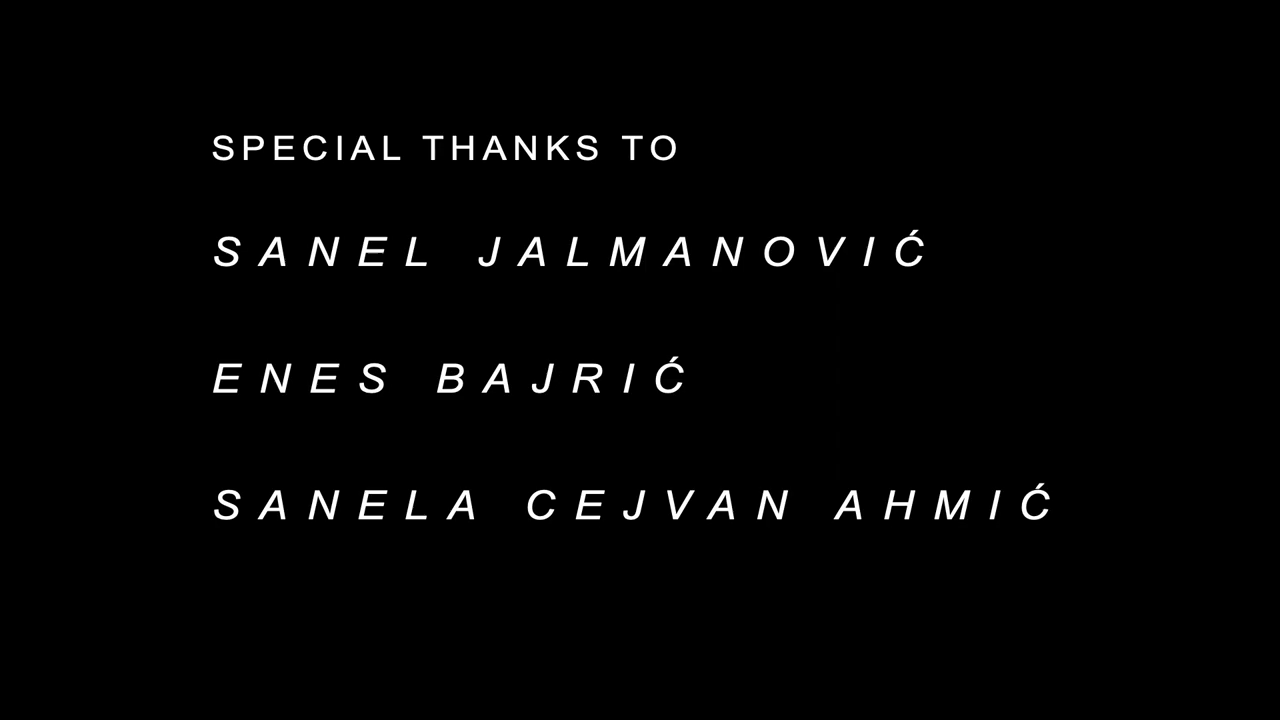 SPECIAL THANKS TO
SANEL JALMANOVIĆ
ENES BAJRIĆ
SANELA CEJVAN AHMIĆ